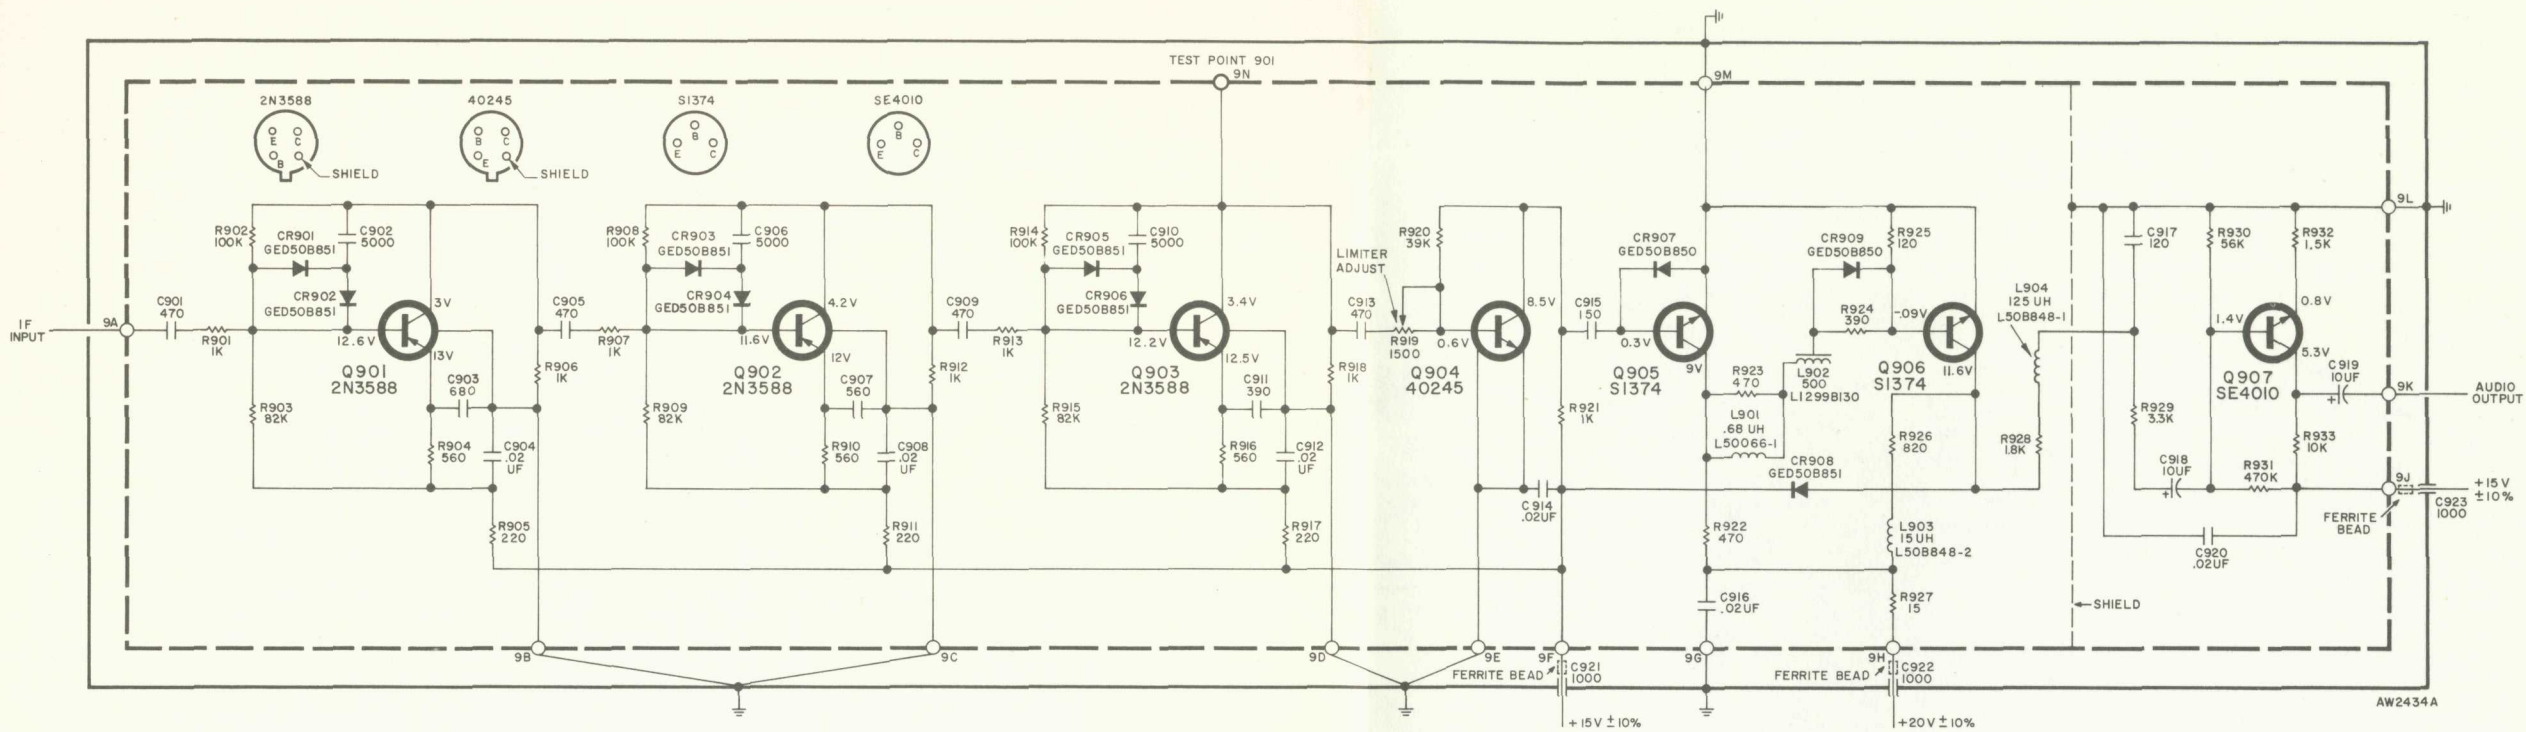 TEST POINT 901
9N
9M
2N3588
40245
S1374
SE4010
E C
B
SHIELD
B C
E
SHIELD
B
E C
B
E C
9L
R902
100K
CR901
GED50B851
C902
5000
CR902
GED50B851
R908
100K
CR903
GED50B851
C906
5000
CR904
GED50B851
R914
100K
CR905
GED50B851
C910
5000
CR906
GED50B851
LIMITER
ADJUST
R920
39K
CR907
GED50B850
CR909
GED50B850
R925
120
L904
125 UH
L50B848-1
C917
120
R930
56K
R932
1.5K
IF
INPUT
9A
C901
470
R901
1K
12.6V
3V
13V
Q901
2N3588
C903
680
R903
82K
R904
560
C904
.02
UF
R905
220
C905
470
R906
1K
R907
1K
11.6V
4.2V
12V
Q902
2N3588
C907
560
R909
82K
R910
560
C908
.02
UF
R911
220
C909
470
R912
1K
R913
1K
12.2V
3.4V
12.5V
Q903
2N3588
C911
390
R915
82K
R916
560
C912
.02
UF
R917
220
C913
470
R918
1K
R919
1500
0.6V
8.5V
Q904
40245
C915
150
R921
1K
C914
.02UF
0.3V
9V
Q905
S1374
R923
470
L901
.68 UH
L50066-1
L902
500
L1299B130
R924
390
-.09V
Q906
S1374
11.6V
R926
820
CR908
GED50B851
R922
470
L903
15UH
L50B848-2
C916
.02UF
R927
15
R928
1.8K
R929
3.3K
C918
10UF
+
1.4V
0.8V
5.3V
Q907
SE4010
C919
10UF
+
9K
AUDIO
OUTPUT
R933
10K
R931
470K
9J
+15V
±10%
C923
1000
FERRITE
BEAD
C920
.02UF
SHIELD
9B
9C
9D
9E
9F
9G
9H
FERRITE BEAD
C921
1000
FERRITE BEAD
C922
1000
+15V ±10%
+20V ±10%
AW2434A